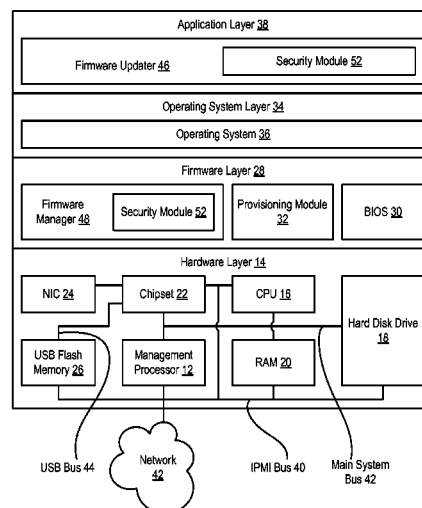 Application Layer 38
Firmware Updater 46
Security Module 52
Operating System Layer 34
Operating System 36
Firmware Layer 28
Firmware
Manager
48
Security Module 52
Provisioning Module
32
BIOS 30
Hardware Layer 14
NIC 24
Chipset 22
CPU 16
Hard Disk Drive
18
USB Flash
Memory 26
Management
Processor 12
RAM 20
USB Bus 44
Network
42
IPMI Bus 40
Main System
Bus 42